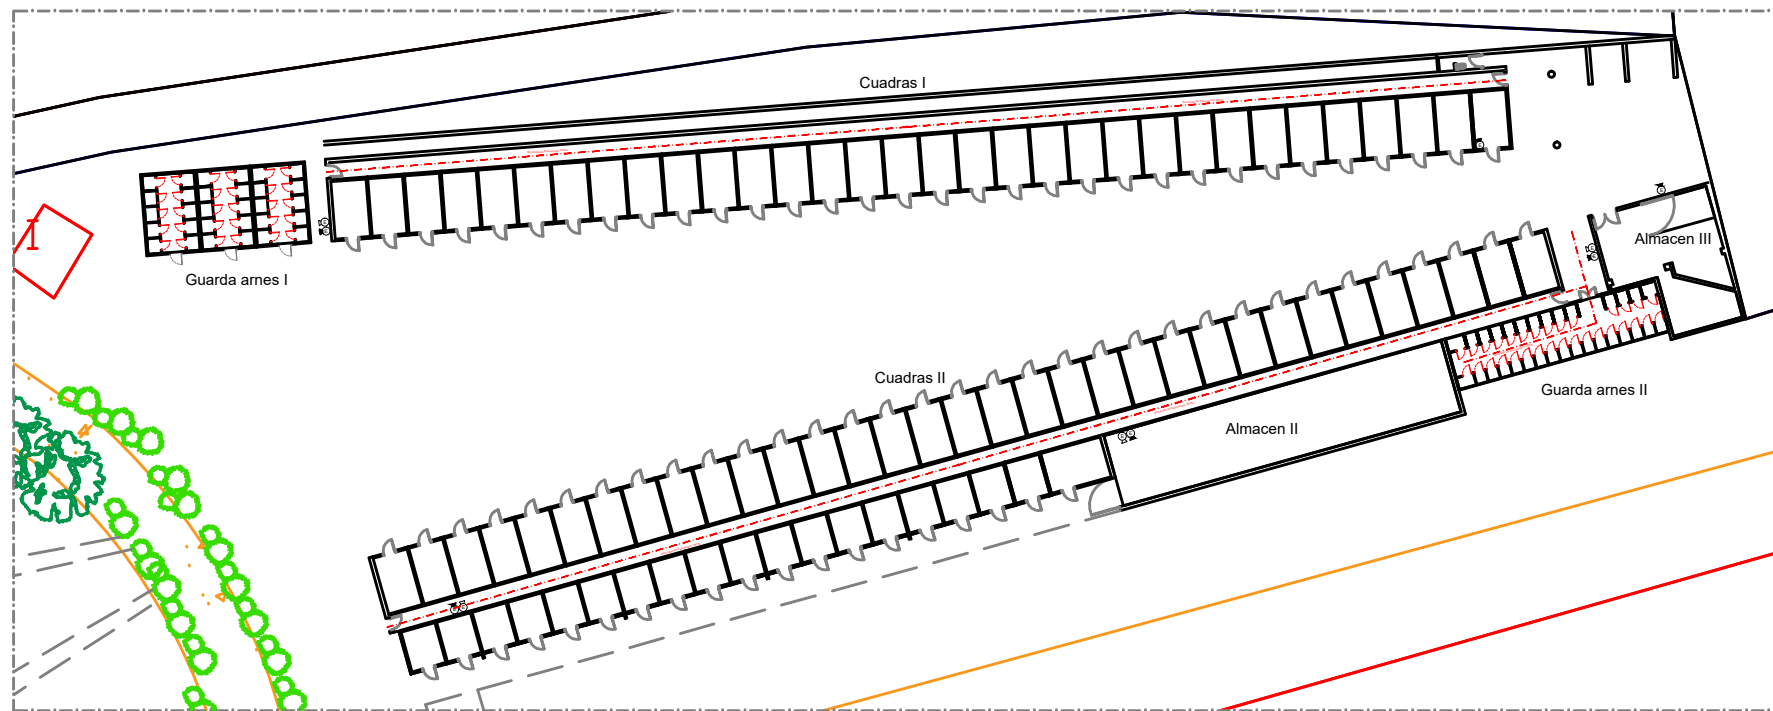 Cuadras I
Guarda arnes I
Almacen III
Cuadras II
Guarda arnes II
Almacen II